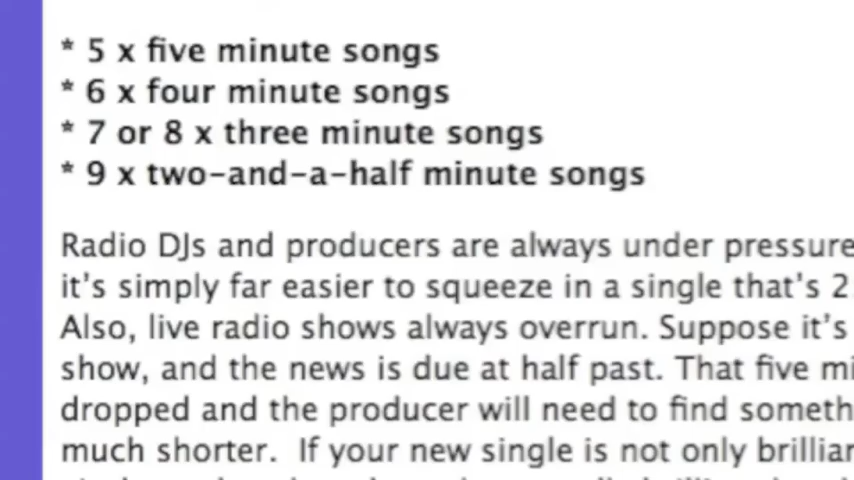 * 5 x five minute songs
* 6 x four minute songs
* 7 or 8 x three minute songs
* 9 x two-and-a-half minute songs
Radio DJs and producers are always under pressure
it's simply far easier to squeeze in a single that's 2
Also, live radio shows always overrun. Suppose it's
show, and the news is due at half past. That five mi
dropped and the producer will need to find someth
much shorter. If your new single is not only brilliar